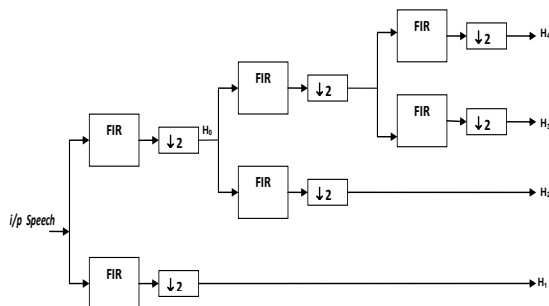 FIR
↓2
H₄
FIR
↓2
FIR
↓2
H₃
FIR
↓2
H₀
FIR
↓2
H₂
i/p Speech
FIR
↓2
H₁